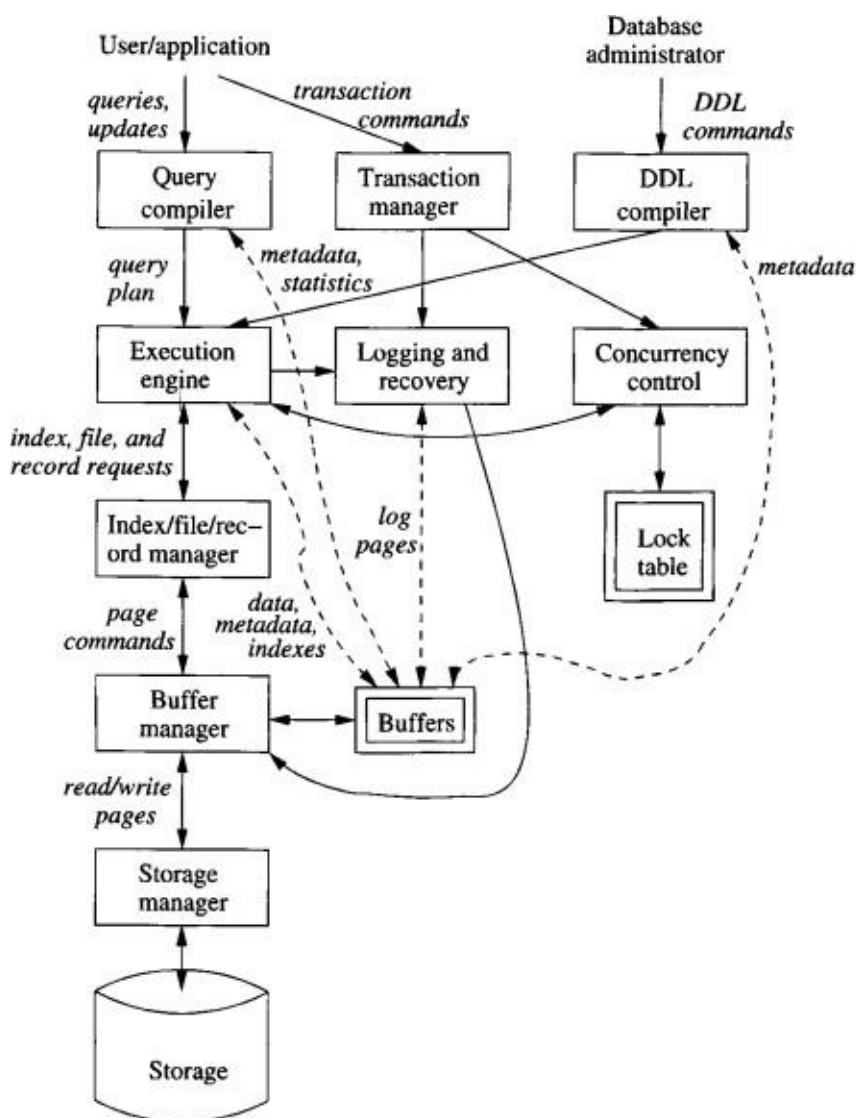 User/application
Database
administrator
queries,
updates
transaction
commands
DDL
commands
Query
compiler
Transaction
manager
DDL
compiler
query
plan
metadata,
statistics
metadata
Execution
engine
Logging and
recovery
Concurrency
control
index, file, and
record requests
Index/file/rec–
ord manager
log
pages
Lock
table
page
commands
data,
metadata,
indexes
Buffer
manager
Buffers
read/write
pages
Storage
manager
Storage